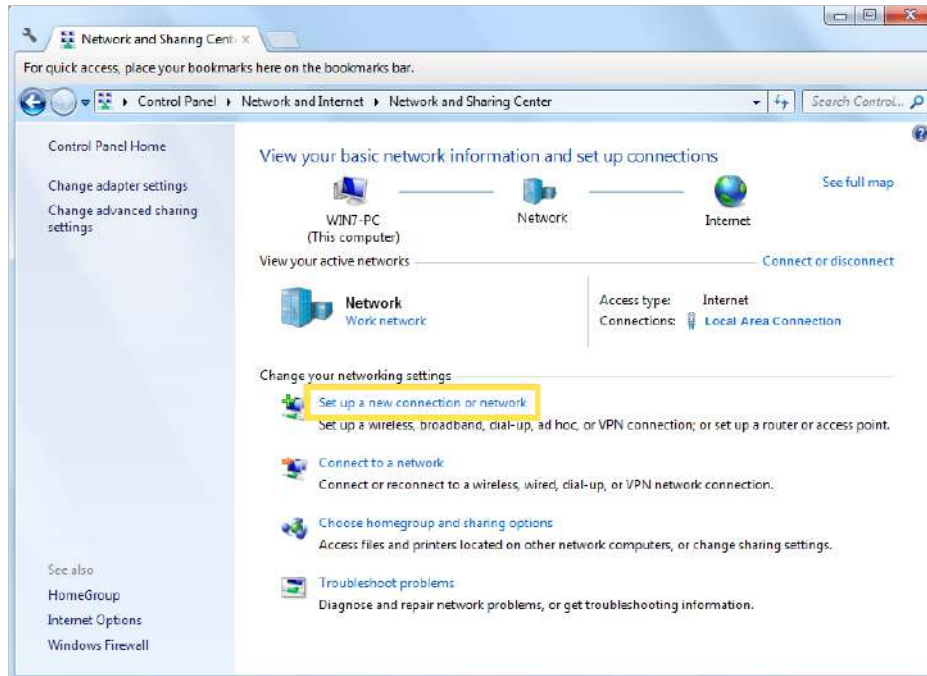 Network and Sharing Cent
For quick access, place your bookmarks here on the bookmarks bar.
Control Panel Network and Internet Network and Sharing Center Search Control...
Control Panel Home
Change adapter settings
Change advanced sharing
settings
View your basic network information and set up connections
See full map
WIN7-PC
(This computer)
Network
Internet
View your active networks
Connect or disconnect
Network
Work network
Access type: Internet
Connections: Local Area Connection
Change your networking settings
Set up a new connection or network
Set up a wireless, broadband, dial-up, ad hoc, or VPN connection; or set up a router or access point.
Connect to a network
Connect or reconnect to a wireless, wired, dial-up, or VPN network connection.
Choose homegroup and sharing options
Access files and printers located on other network computers, or change sharing settings.
Troubleshoot problems
Diagnose and repair network problems, or get troubleshooting information.
See also
HomeGroup
Internet Options
Windows Firewall